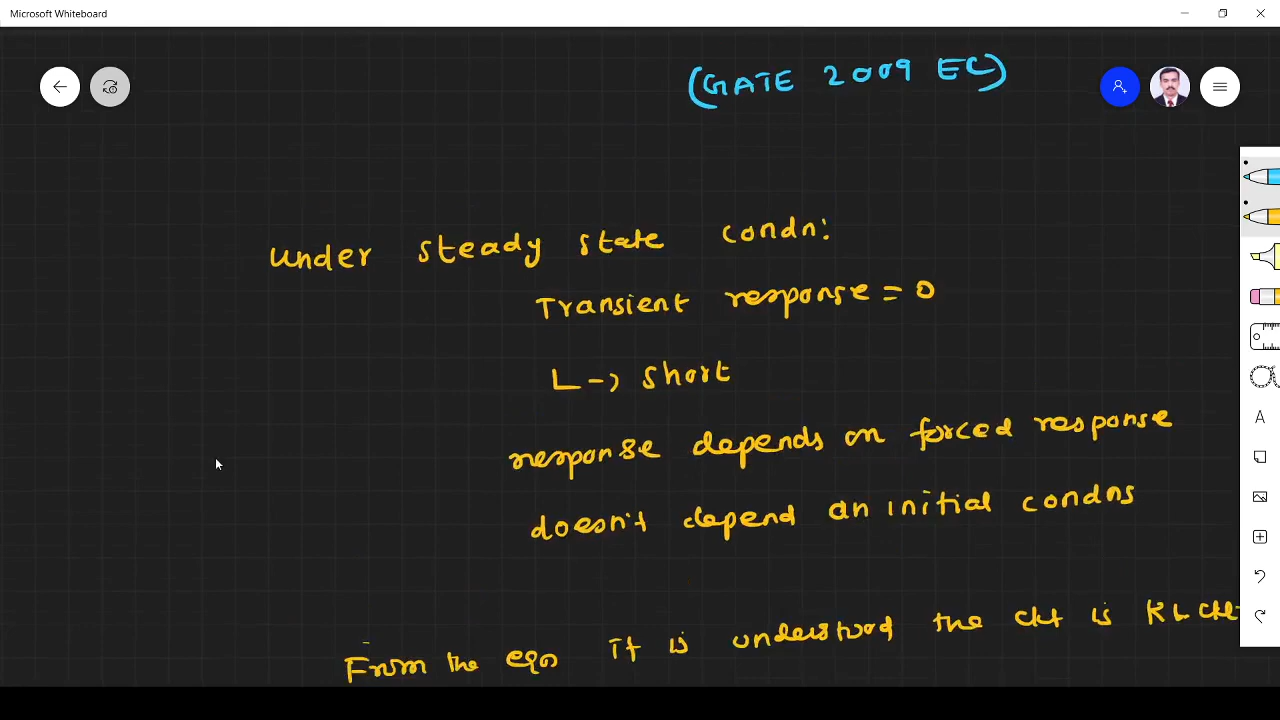 Microsoft Whiteboard
(GATE 2009 EC)
Under steady state condn:
Transient response = 0
L -> short
response depends on forced response
doesn't depend on initial condns
From the eqn it is understood the ckt is RL ckt
A